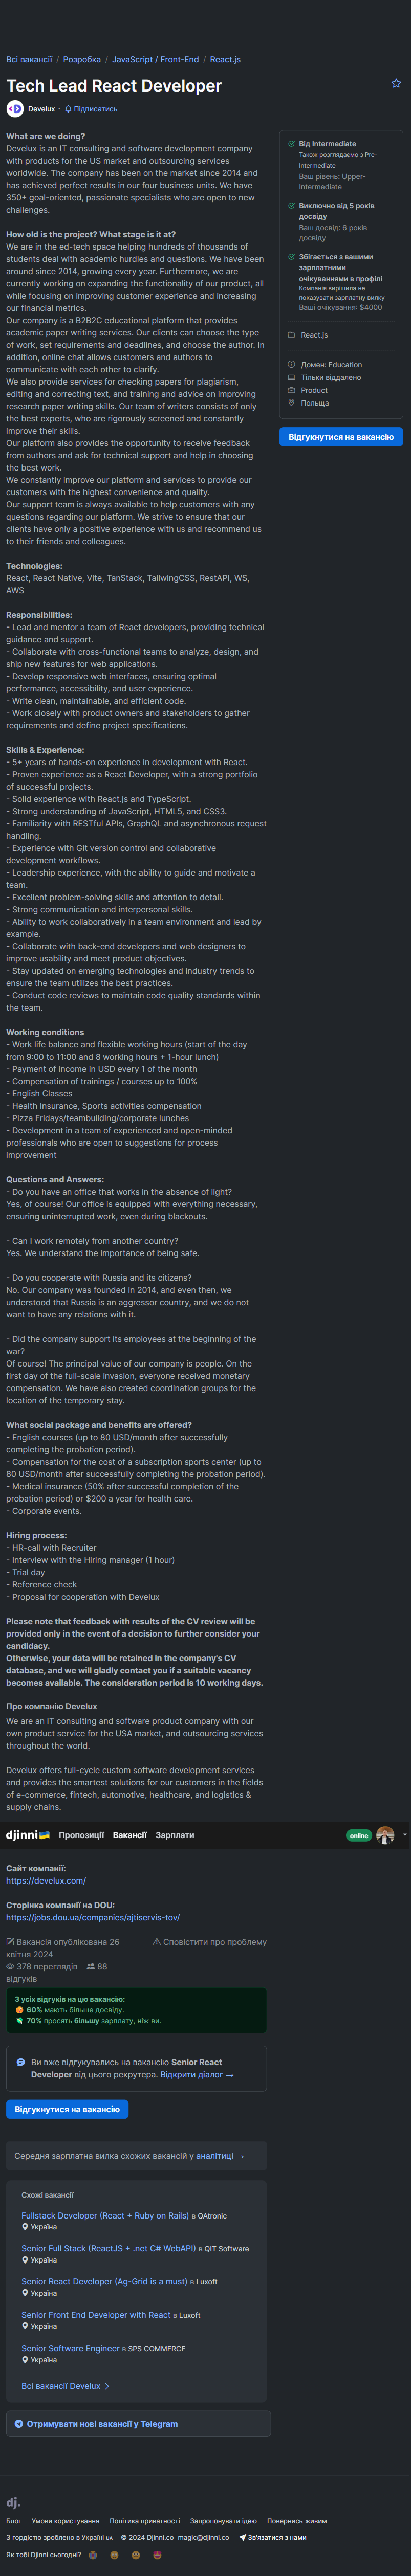 Всі вакансії / Розробка / JavaScript / Front-End / React.js
Tech Lead React Developer
Develux · Підписатись
What are we doing?
Develux is an IT consulting and software development company
with products for the US market and outsourcing services
worldwide. The company has been on the market since 2014 and
has achieved perfect results in our four business units. We have
350+ goal-oriented, passionate specialists who are open to new
challenges.
How old is the project? What stage is it at?
We are in the ed-tech space helping hundreds of thousands of
students deal with academic hurdles and questions. We have been
around since 2014, growing every year. Furthermore, we are
currently working on expanding the functionality of our product, all
while focusing on improving customer experience and increasing
our financial metrics.
Our company is a B2B2C educational platform that provides
academic paper writing services. Our clients can choose the type
of work, set requirements and deadlines, and choose the author. In
addition, online chat allows customers and authors to
communicate with each other to clarify.
We also provide services for checking papers for plagiarism,
editing and correcting text, and training and advice on improving
research paper writing skills. Our team of writers consists of only
the best experts, who are rigorously screened and constantly
improve their skills.
Our platform also provides the opportunity to receive feedback
from authors and ask for technical support and help in choosing
the best work.
We constantly improve our platform and services to provide our
customers with the highest convenience and quality.
Our support team is always available to help customers with any
questions regarding our platform. We strive to ensure that our
clients have only a positive experience with us and recommend us
to their friends and colleagues.
Technologies:
React, React Native, Vite, TanStack, TailwingCSS, RestAPI, WS,
AWS
Responsibilities:
- Lead and mentor a team of React developers, providing technical
guidance and support.
- Collaborate with cross-functional teams to analyze, design, and
ship new features for web applications.
- Develop responsive web interfaces, ensuring optimal
performance, accessibility, and user experience.
- Write clean, maintainable, and efficient code.
- Work closely with product owners and stakeholders to gather
requirements and define project specifications.
Skills & Experience:
- 5+ years of hands-on experience in development with React.
- Proven experience as a React Developer, with a strong portfolio
of successful projects.
- Solid experience with React.js and TypeScript.
- Strong understanding of JavaScript, HTML5, and CSS3.
- Familiarity with RESTful APIs, GraphQL and asynchronous request
handling.
- Experience with Git version control and collaborative
development workflows.
- Leadership experience, with the ability to guide and motivate a
team.
- Excellent problem-solving skills and attention to detail.
- Strong communication and interpersonal skills.
- Ability to work collaboratively in a team environment and lead by
example.
- Collaborate with back-end developers and web designers to
improve usability and meet product objectives.
- Stay updated on emerging technologies and industry trends to
ensure the team utilizes the best practices.
- Conduct code reviews to maintain code quality standards within
the team.
Working conditions
- Work life balance and flexible working hours (start of the day
from 9:00 to 11:00 and 8 working hours + 1-hour lunch)
- Payment of income in USD every 1 of the month
- Compensation of trainings / courses up to 100%
- English Classes
- Health Insurance, Sports activities compensation
- Pizza Fridays/teambuilding/corporate lunches
- Development in a team of experienced and open-minded
professionals who are open to suggestions for process
improvement
Questions and Answers:
- Do you have an office that works in the absence of light?
Yes, of course! Our office is equipped with everything necessary,
ensuring uninterrupted work, even during blackouts.
- Can I work remotely from another country?
Yes. We understand the importance of being safe.
- Do you cooperate with Russia and its citizens?
No. Our company was founded in 2014, and even then, we
understood that Russia is an aggressor country, and we do not
want to have any relations with it.
- Did the company support its employees at the beginning of the
war?
Of course! The principal value of our company is people. On the
first day of the full-scale invasion, everyone received monetary
compensation. We have also created coordination groups for the
location of the temporary stay.
What social package and benefits are offered?
- English courses (up to 80 USD/month after successfully
completing the probation period).
- Compensation for the cost of a subscription sports center (up to
80 USD/month after successfully completing the probation period).
- Medical insurance (50% after successful completion of the
probation period) or $200 a year for health care.
- Corporate events.
Hiring process:
- HR-call with Recruiter
- Interview with the Hiring manager (1 hour)
- Trial day
- Reference check
- Proposal for cooperation with Develux
Please note that feedback with results of the CV review will be
provided only in the event of a decision to further consider your
candidacy.
Otherwise, your data will be retained in the company's CV
database, and we will gladly contact you if a suitable vacancy
becomes available. The consideration period is 10 working days.
Про компанію Develux
We are an IT consulting and software product company with our
own product service for the USA market, and outsourcing services
throughout the world.
Develux offers full-cycle custom software development services
and provides the smartest solutions for our customers in the fields
of e-commerce, fintech, automotive, healthcare, and logistics &
supply chains.
Від Intermediate
Також розглядаємо з Pre-
Intermediate
Ваш рівень: Upper-
Intermediate
Виключно від 5 років
досвіду
Ваш досвід: 6 років
досвіду
Збігається з вашими
зарплатними
очікуваннями в профілі
Компанія вирішила не
показувати зарплатну вилку
Ваші очікування: $4000
React.js
Домен: Education
Тільки віддалено
Product
Польща
Відгукнутися на вакансію
djinni Пропозиції Вакансії Зарплати online
Сайт компанії:
https://develux.com/
Сторінка компанії на DOU:
https://jobs.dou.ua/companies/ajtiservis-tov/
Вакансія опублікована 26
квітня 2024
378 переглядів 88
відгуків
Сповістити про проблему
З усіх відгуків на цю вакансію:
60% мають більше досвіду.
70% просять більшу зарплату, ніж ви.
Ви вже відгукувались на вакансію Senior React
Developer від цього рекрутера. Відкрити діалог →
Відгукнутися на вакансію
Середня зарплатна вилка схожих вакансій у аналітиці →
Схожі вакансії
Fullstack Developer (React + Ruby on Rails) в QAtronic
Україна
Senior Full Stack (ReactJS + .net C# WebAPI) в QIT Software
Україна
Senior React Developer (Ag-Grid is a must) в Luxoft
Україна
Senior Front End Developer with React в Luxoft
Україна
Senior Software Engineer в SPS COMMERCE
Україна
Всі вакансії Develux
Отримувати нові вакансії у Telegram
dj.
Блог Умови користування Політика приватності Запропонувати ідею Повернись живим
З гордістю зроблено в Україні UA © 2024 Djinni.co magic@djinni.co Зв'язатися з нами
Як тобі Djinni сьогодні?